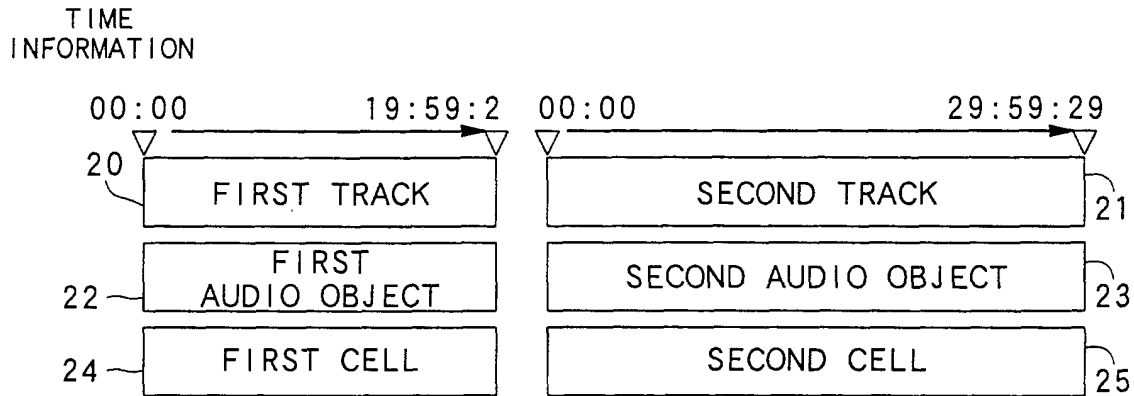 TIME
INFORMATION
00:00 19:59:2 00:00 29:59:29
20 FIRST TRACK SECOND TRACK 21
FIRST
22 AUDIO OBJECT SECOND AUDIO OBJECT 23
24 FIRST CELL SECOND CELL 25